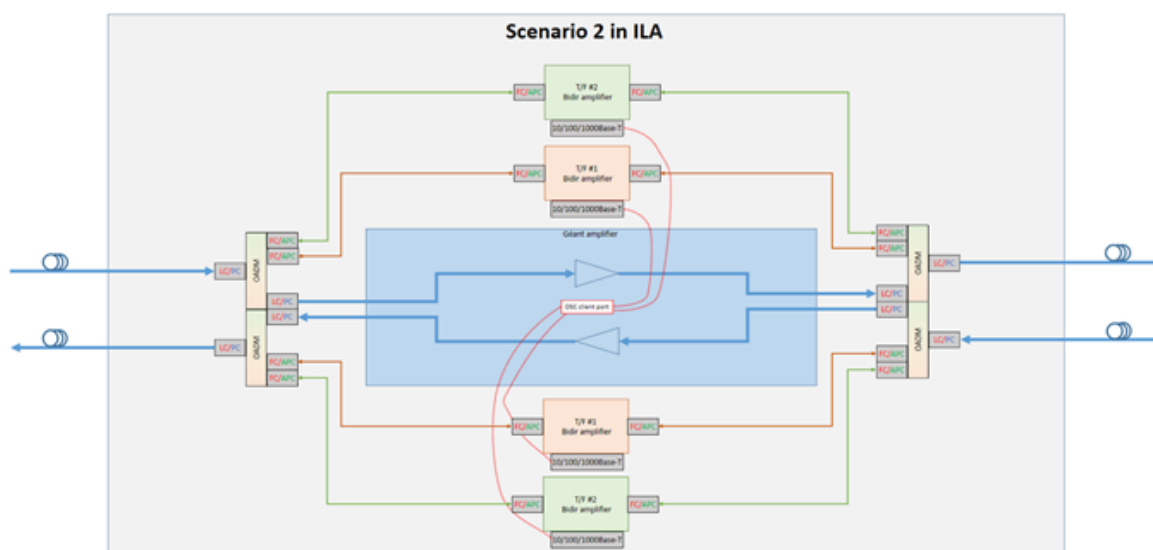 Scenario 2 in ILA
T/F #2
Bidir amplifier
FC/APC
FC/APC
10/100/1000Base-T
T/F #1
Bidir amplifier
FC/APC
FC/APC
10/100/1000Base-T
Géant amplifier
FC/APC
FC/APC
LC/PC
OADM
LC/PC
LC/PC
OADM
LC/PC
FC/APC
FC/APC
OSC client port
FC/APC
FC/APC
OADM
LC/PC
LC/PC
LC/PC
OADM
LC/PC
FC/APC
FC/APC
T/F #1
Bidir amplifier
FC/APC
FC/APC
10/100/1000Base-T
T/F #2
Bidir amplifier
FC/APC
FC/APC
10/100/1000Base-T